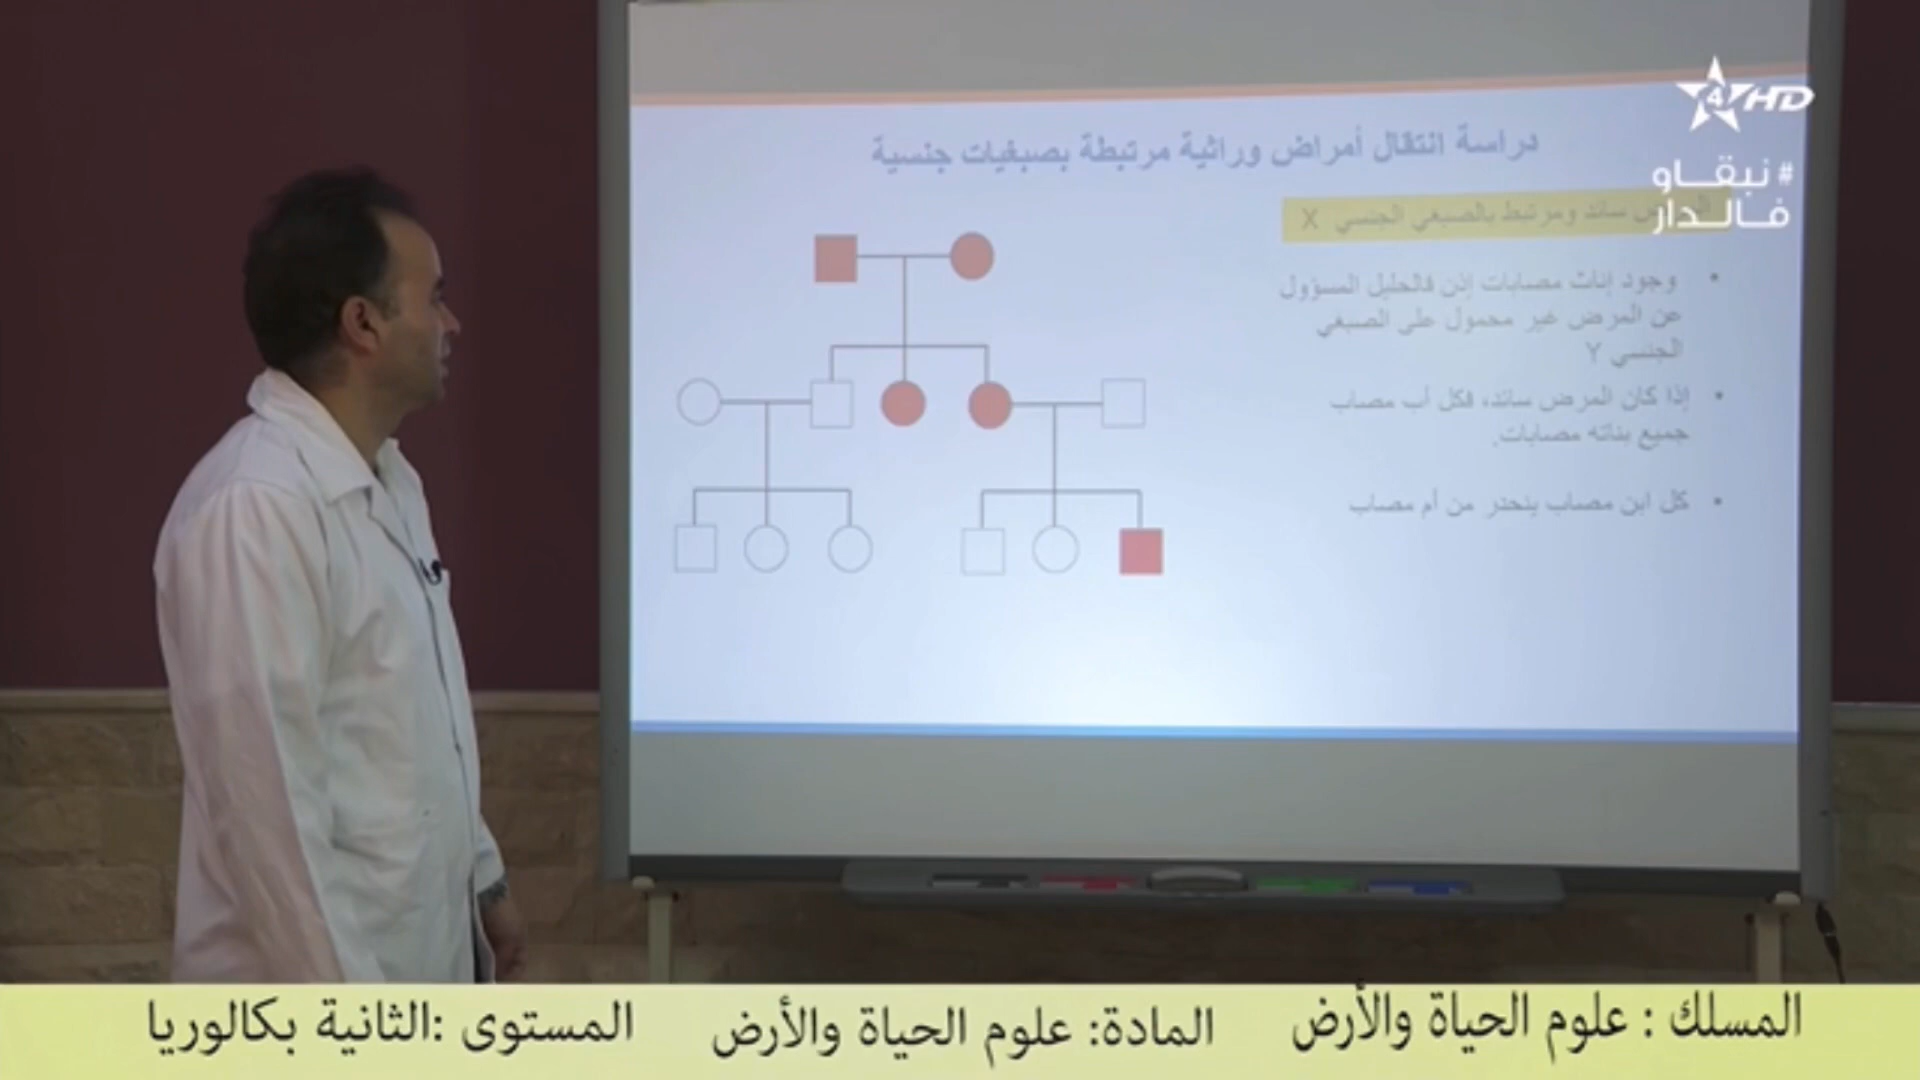 4 HD
#نبقاو
فالدار
دراسة انتقال أمراض وراثية مرتبطة بصبغيات جنسية
سائد ومرتبط بالصبغي الجنسي X
• وجود إناث مصابات إذن فالحليل المسؤول
عن المرض غير محمول على الصبغي
الجنسي Y
• إذا كان المرض سائد، فكل أب مصاب
جميع بناته مصابات.
• كل ابن مصاب ينحدر من أم مصاب
المسلك : علوم الحياة والأرض
المادة: علوم الحياة والأرض
المستوى :الثانية بكالوريا